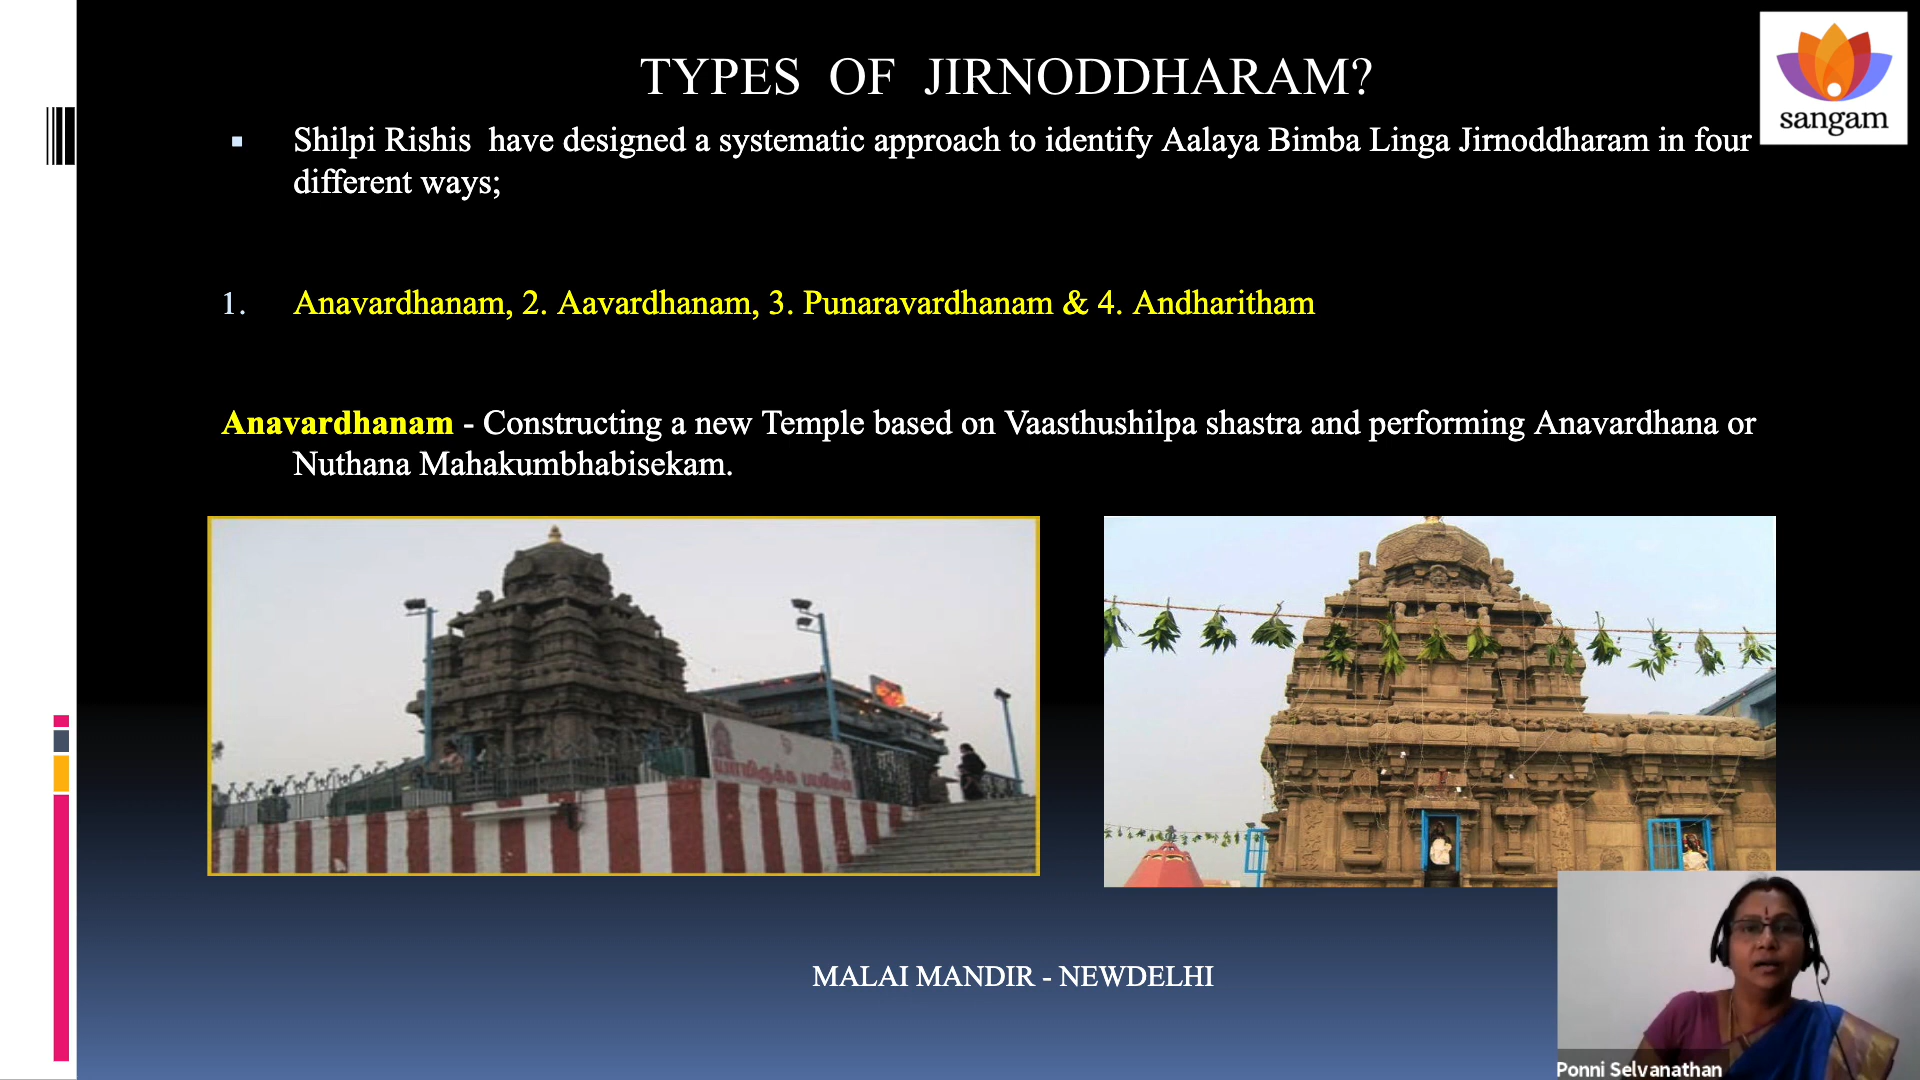 TYPES OF JIRNODDHARAM?
sangam
▪ Shilpi Rishis have designed a systematic approach to identify Aalaya Bimba Linga Jirnoddharam in four
different ways;
1. Anavardhanam, 2. Aavardhanam, 3. Punaravardhanam & 4. Andharitham
Anavardhanam - Constructing a new Temple based on Vaasthushilpa shastra and performing Anavardhana or
Nuthana Mahakumbhabisekam.
யாமிருக்க பயமேன்
MALAI MANDIR - NEWDELHI
Ponni Selvanathan